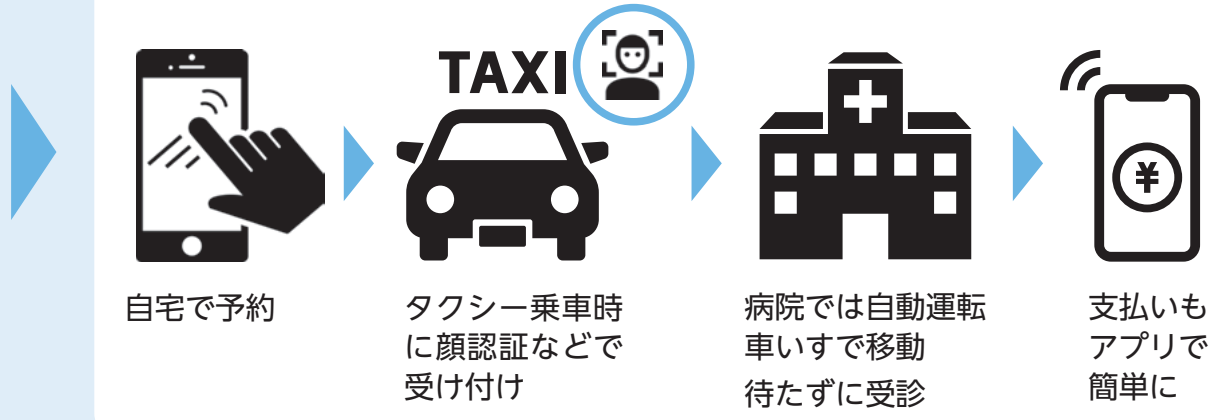 TAXI
¥
自宅で予約
タクシー乗車時
に顔認証などで
受け付け
病院では自動運転
車いすで移動
待たずに受診
支払いも
アプリで
簡単に